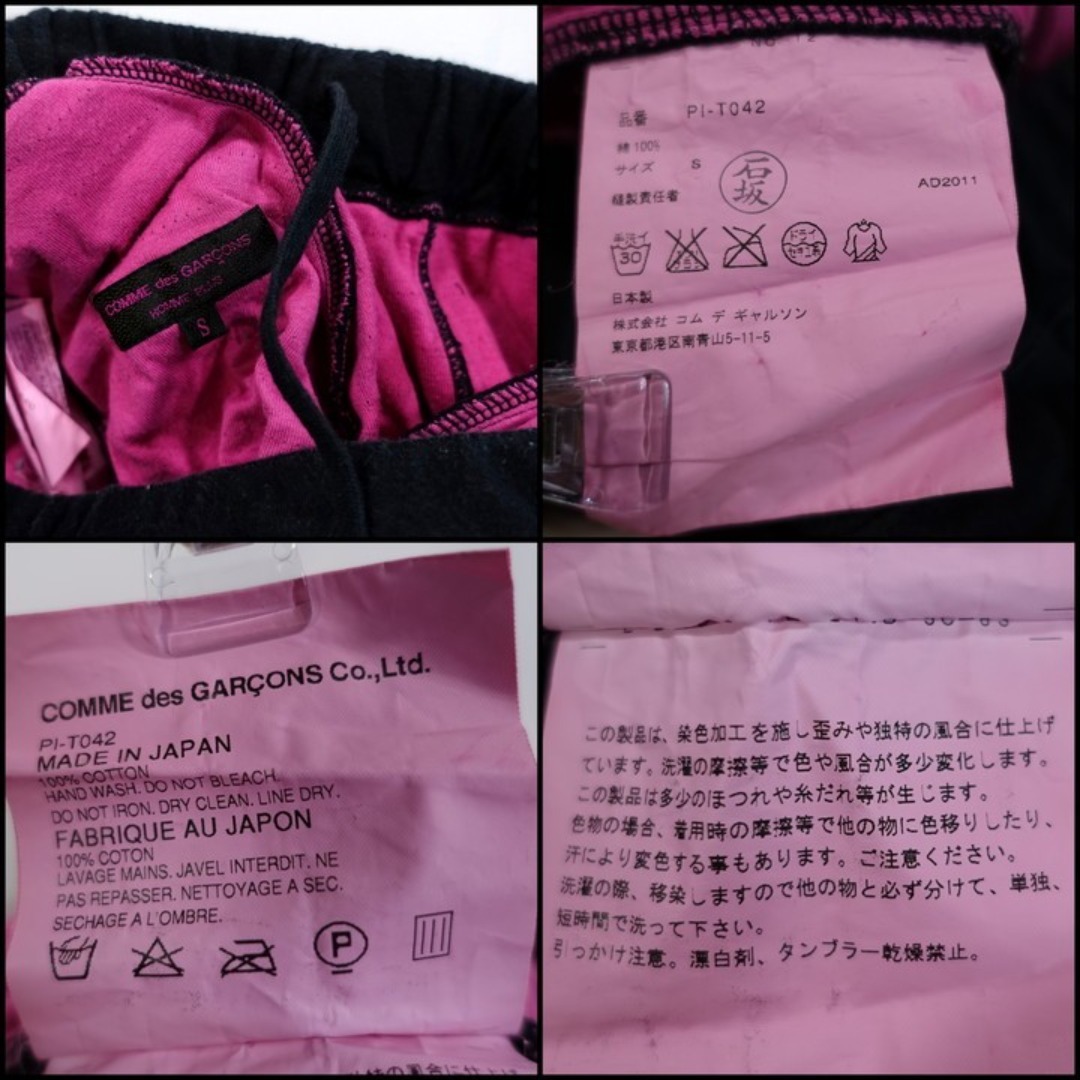 COMME des GARÇONS
HOMME PLUS
S
品番 PI-T042
綿 100%
サイズ S
縫製責任者 石坂
AD2011
手洗イ
30
ドライ
日本製
株式会社 コム デ ギャルソン
東京都港区南青山5-11-5
COMME des GARÇONS Co.,Ltd.
PI-T042
MADE IN JAPAN
100% COTTON
HAND WASH. DO NOT BLEACH.
DO NOT IRON. DRY CLEAN. LINE DRY.
FABRIQUE AU JAPON
100% COTON
LAVAGE MAINS. JAVEL INTERDIT. NE
PAS REPASSER. NETTOYAGE A SEC.
SECHAGE A L'OMBRE.
P
この製品は、染色加工を施し歪みや独特の風合に仕上げ
ています。洗濯の摩擦等で色や風合が多少変化します。
この製品は多少のほつれや糸だれ等が生じます。
色物の場合、着用時の摩擦等で他の物に色移りしたり、
汗により変色する事もあります。ご注意ください。
洗濯の際、移染しますので他の物と必ず分けて、単独、
短時間で洗って下さい。
引っかけ注意。漂白剤、タンブラー乾燥禁止。